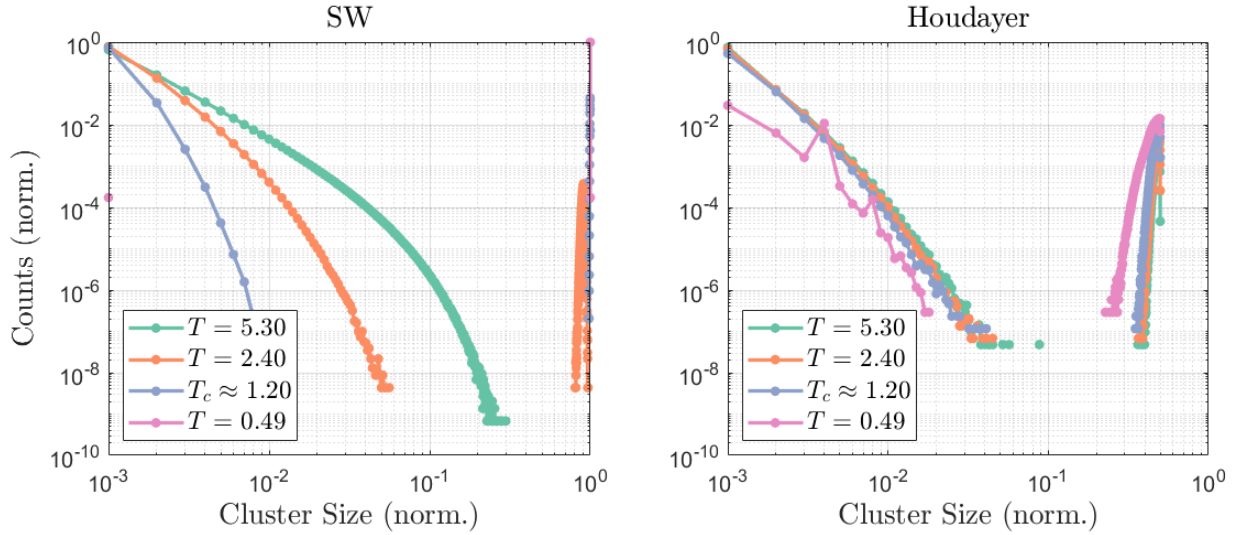 SW
Houdayer
Counts (norm.)
10^0
10^-2
10^-4
10^-6
10^-8
10^-10
T = 5.30
T = 2.40
T_c ≈ 1.20
T = 0.49
10^-3
10^-2
10^-1
10^0
Cluster Size (norm.)
10^0
10^-2
10^-4
10^-6
10^-8
10^-10
T = 5.30
T = 2.40
T_c ≈ 1.20
T = 0.49
10^-3
10^-2
10^-1
10^0
Cluster Size (norm.)